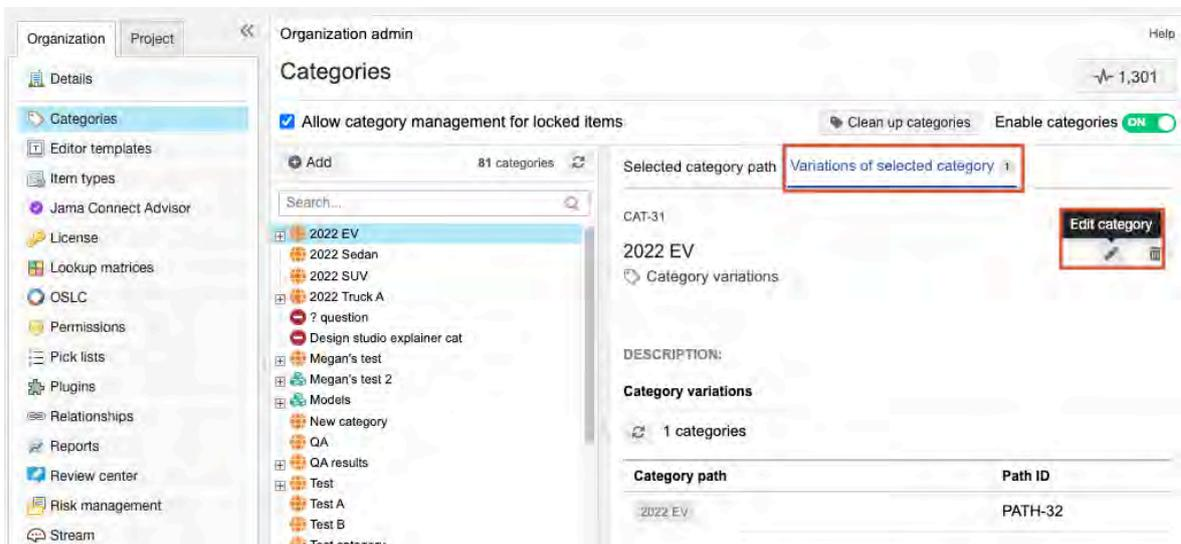 Organization
Project
Details
Categories
Editor templates
Item types
Jama Connect Advisor
License
Lookup matrices
OSLC
Permissions
Pick lists
Plugins
Relationships
Reports
Review center
Risk management
Stream
Organization admin
Help
Categories
1,301
Allow category management for locked items
Clean up categories
Enable categories ON
Add
81 categories
Search...
2022 EV
2022 Sedan
2022 SUV
2022 Truck A
? question
Design studio explainer cat
Megan's test
Megan's test 2
Models
New category
QA
QA results
Test
Test A
Test B
Test category
Selected category path
Variations of selected category 1
CAT-31
Edit category
2022 EV
Category variations
DESCRIPTION:
Category variations
1 categories
Category path
Path ID
2022 EV
PATH-32